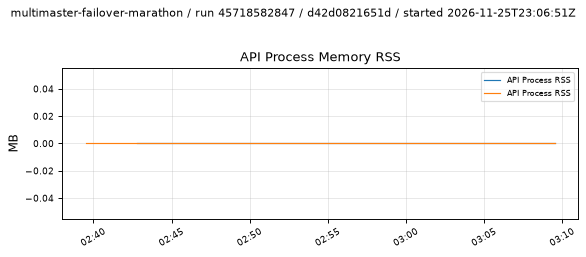 multimaster-failover-marathon / run 45718582847 / d42d0821651d / started 2026-11-25T23:06:51Z
API Process Memory RSS
API Process RSS
API Process RSS
MB
0.04
0.02
0.00
−0.02
−0.04
02:40
02:45
02:50
02:55
03:00
03:05
03:10